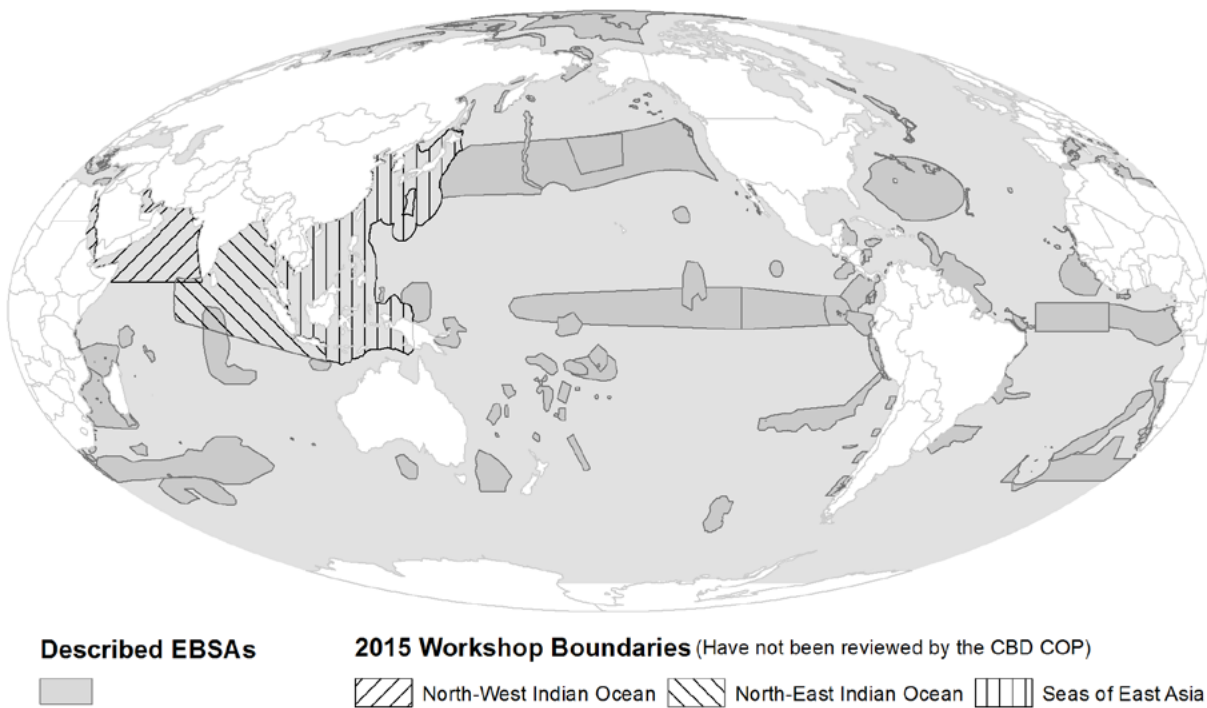 Described EBSAs
2015 Workshop Boundaries (Have not been reviewed by the CBD COP)
North-West Indian Ocean
North-East Indian Ocean
Seas of East Asia